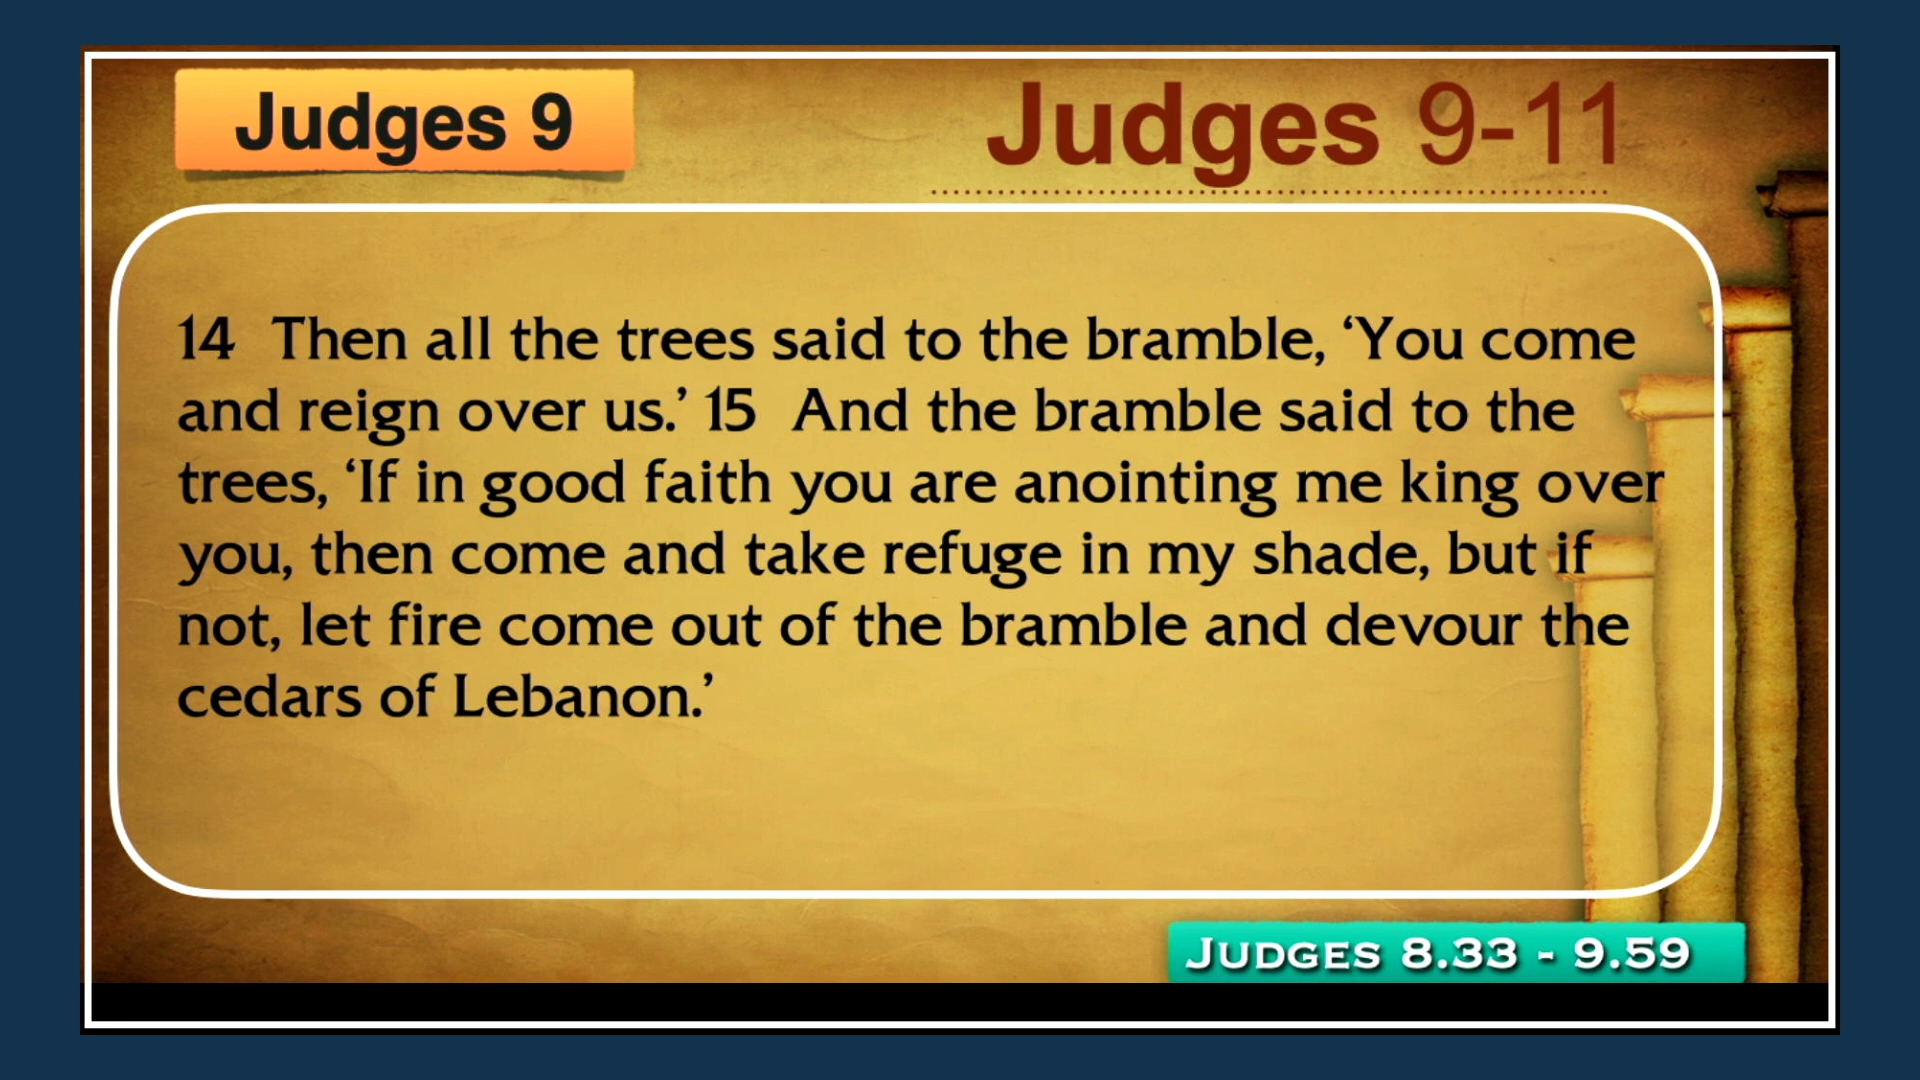 Judges 9
Judges 9-11
14 Then all the trees said to the bramble, ‘You come
and reign over us.’ 15 And the bramble said to the
trees, ‘If in good faith you are anointing me king over
you, then come and take refuge in my shade, but if
not, let fire come out of the bramble and devour the
cedars of Lebanon.’
JUDGES 8.33 - 9.59